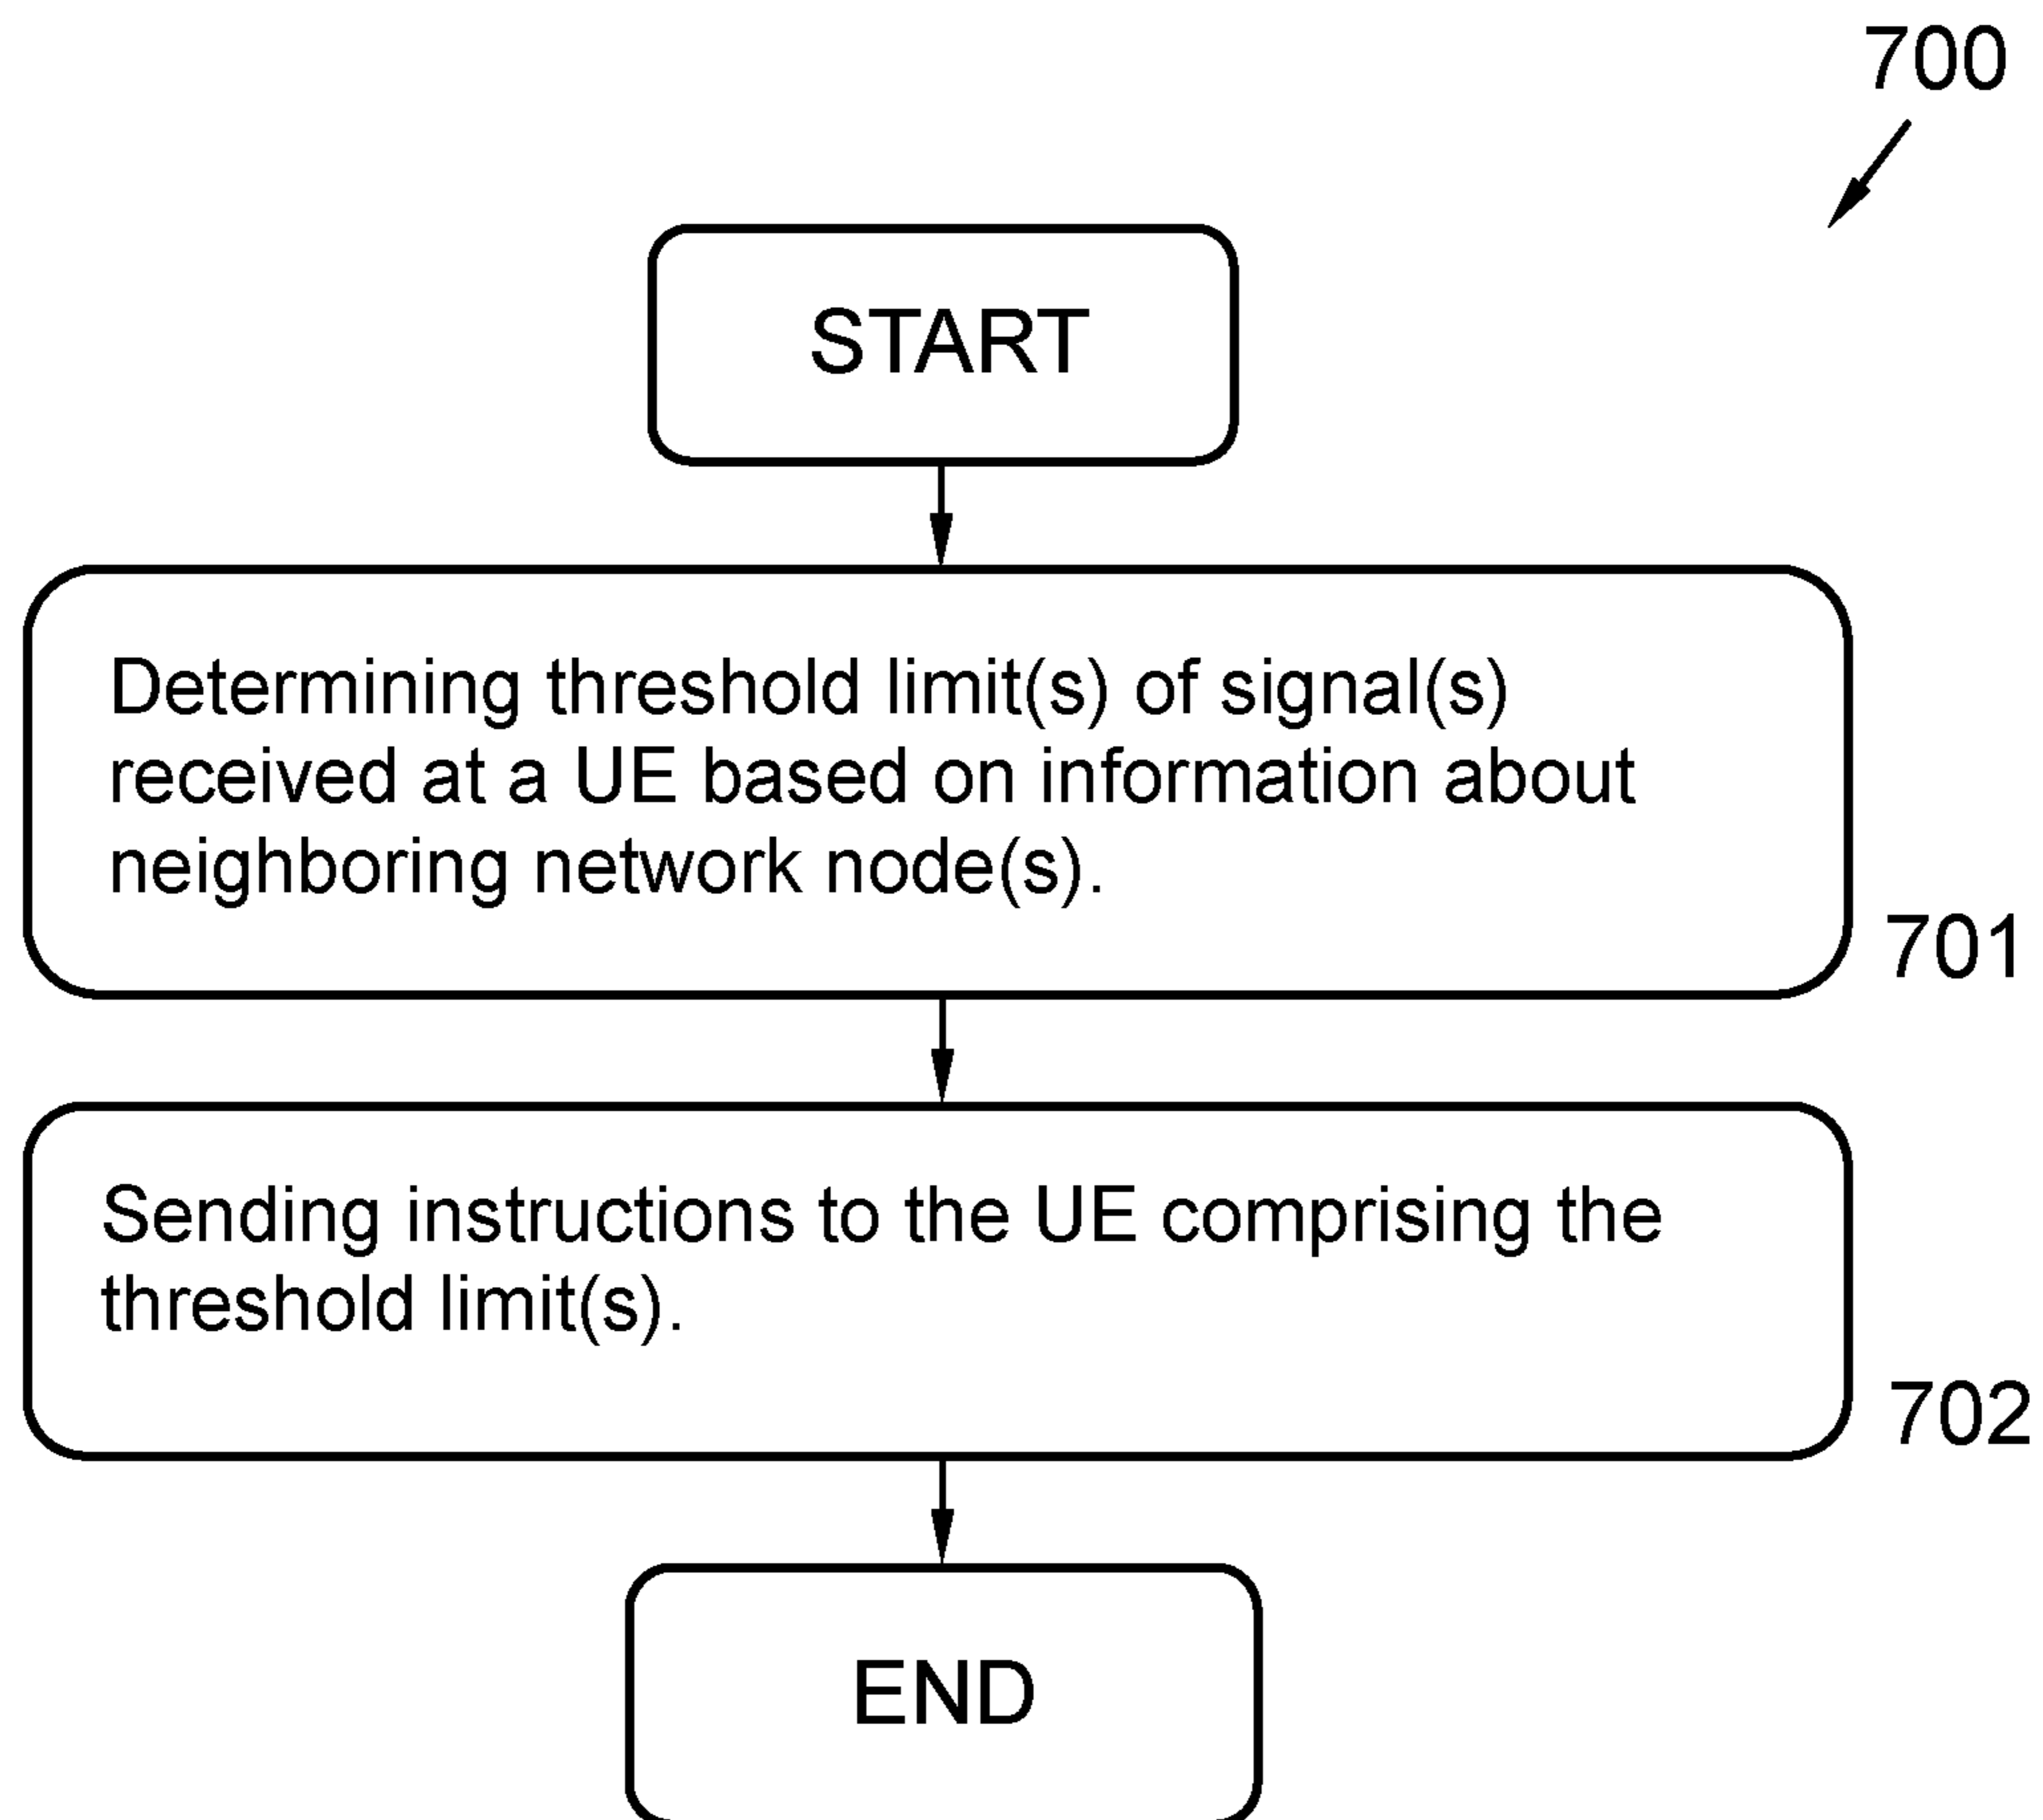 700
START
Determining threshold limit(s) of signal(s)
received at a UE based on information about
neighboring network node(s).
701
Sending instructions to the UE comprising the
threshold limit(s).
702
END